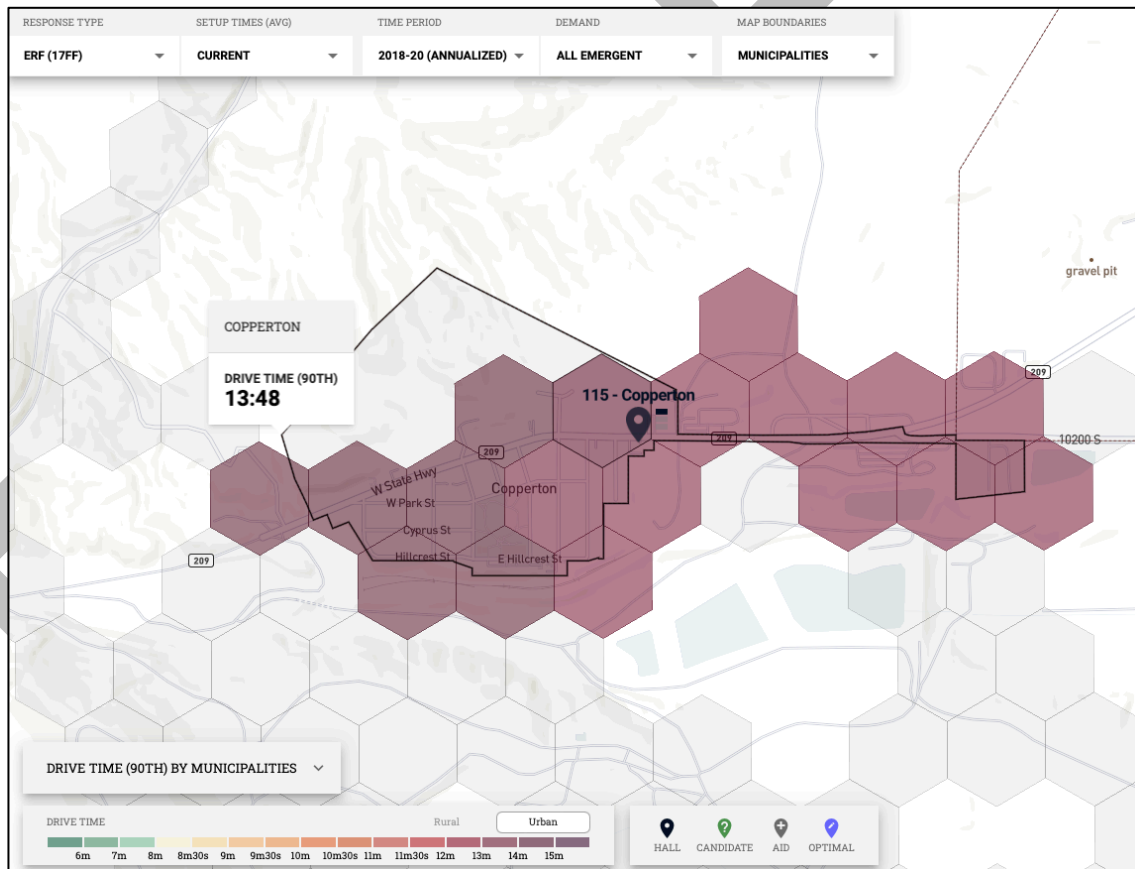 RESPONSE TYPE SETUP TIMES (AVG) TIME PERIOD DEMAND MAP BOUNDARIES
ERF (17FF) CURRENT 2018-20 (ANNUALIZED) ALL EMERGENT MUNICIPALITIES
gravel pit
COPPERTON
DRIVE TIME (90TH)
13:48
209
115 - Copperton
209
10200 S
209
W State Hwy
Copperton
W Park St
Cyprus St
Hillcrest St E Hillcrest St
209
DRIVE TIME (90TH) BY MUNICIPALITIES
DRIVE TIME Rural Urban
6m 7m 8m 8m30s 9m 9m30s 10m 10m30s 11m 11m30s 12m 13m 14m 15m
HALL CANDIDATE AID OPTIMAL